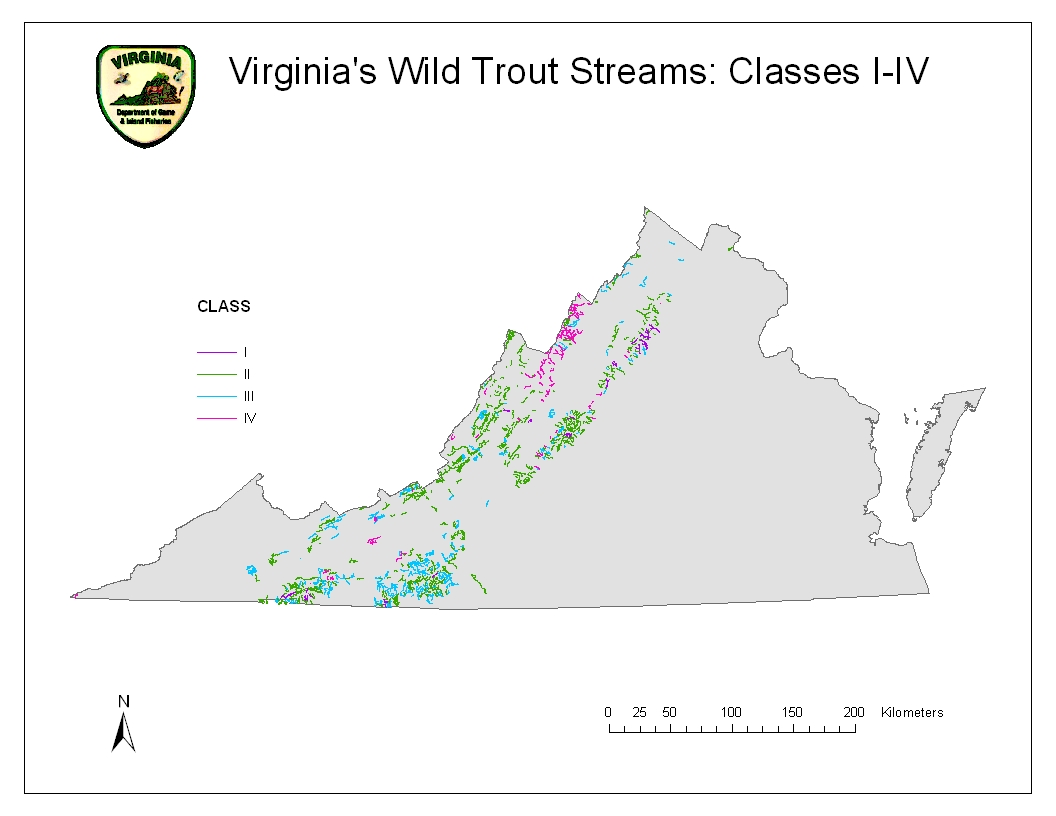 VIRGINIA
Department of Game
& Inland Fisheries
Virginia's Wild Trout Streams: Classes I-IV
CLASS
I
II
III
IV
N
0 25 50 100 150 200 Kilometers